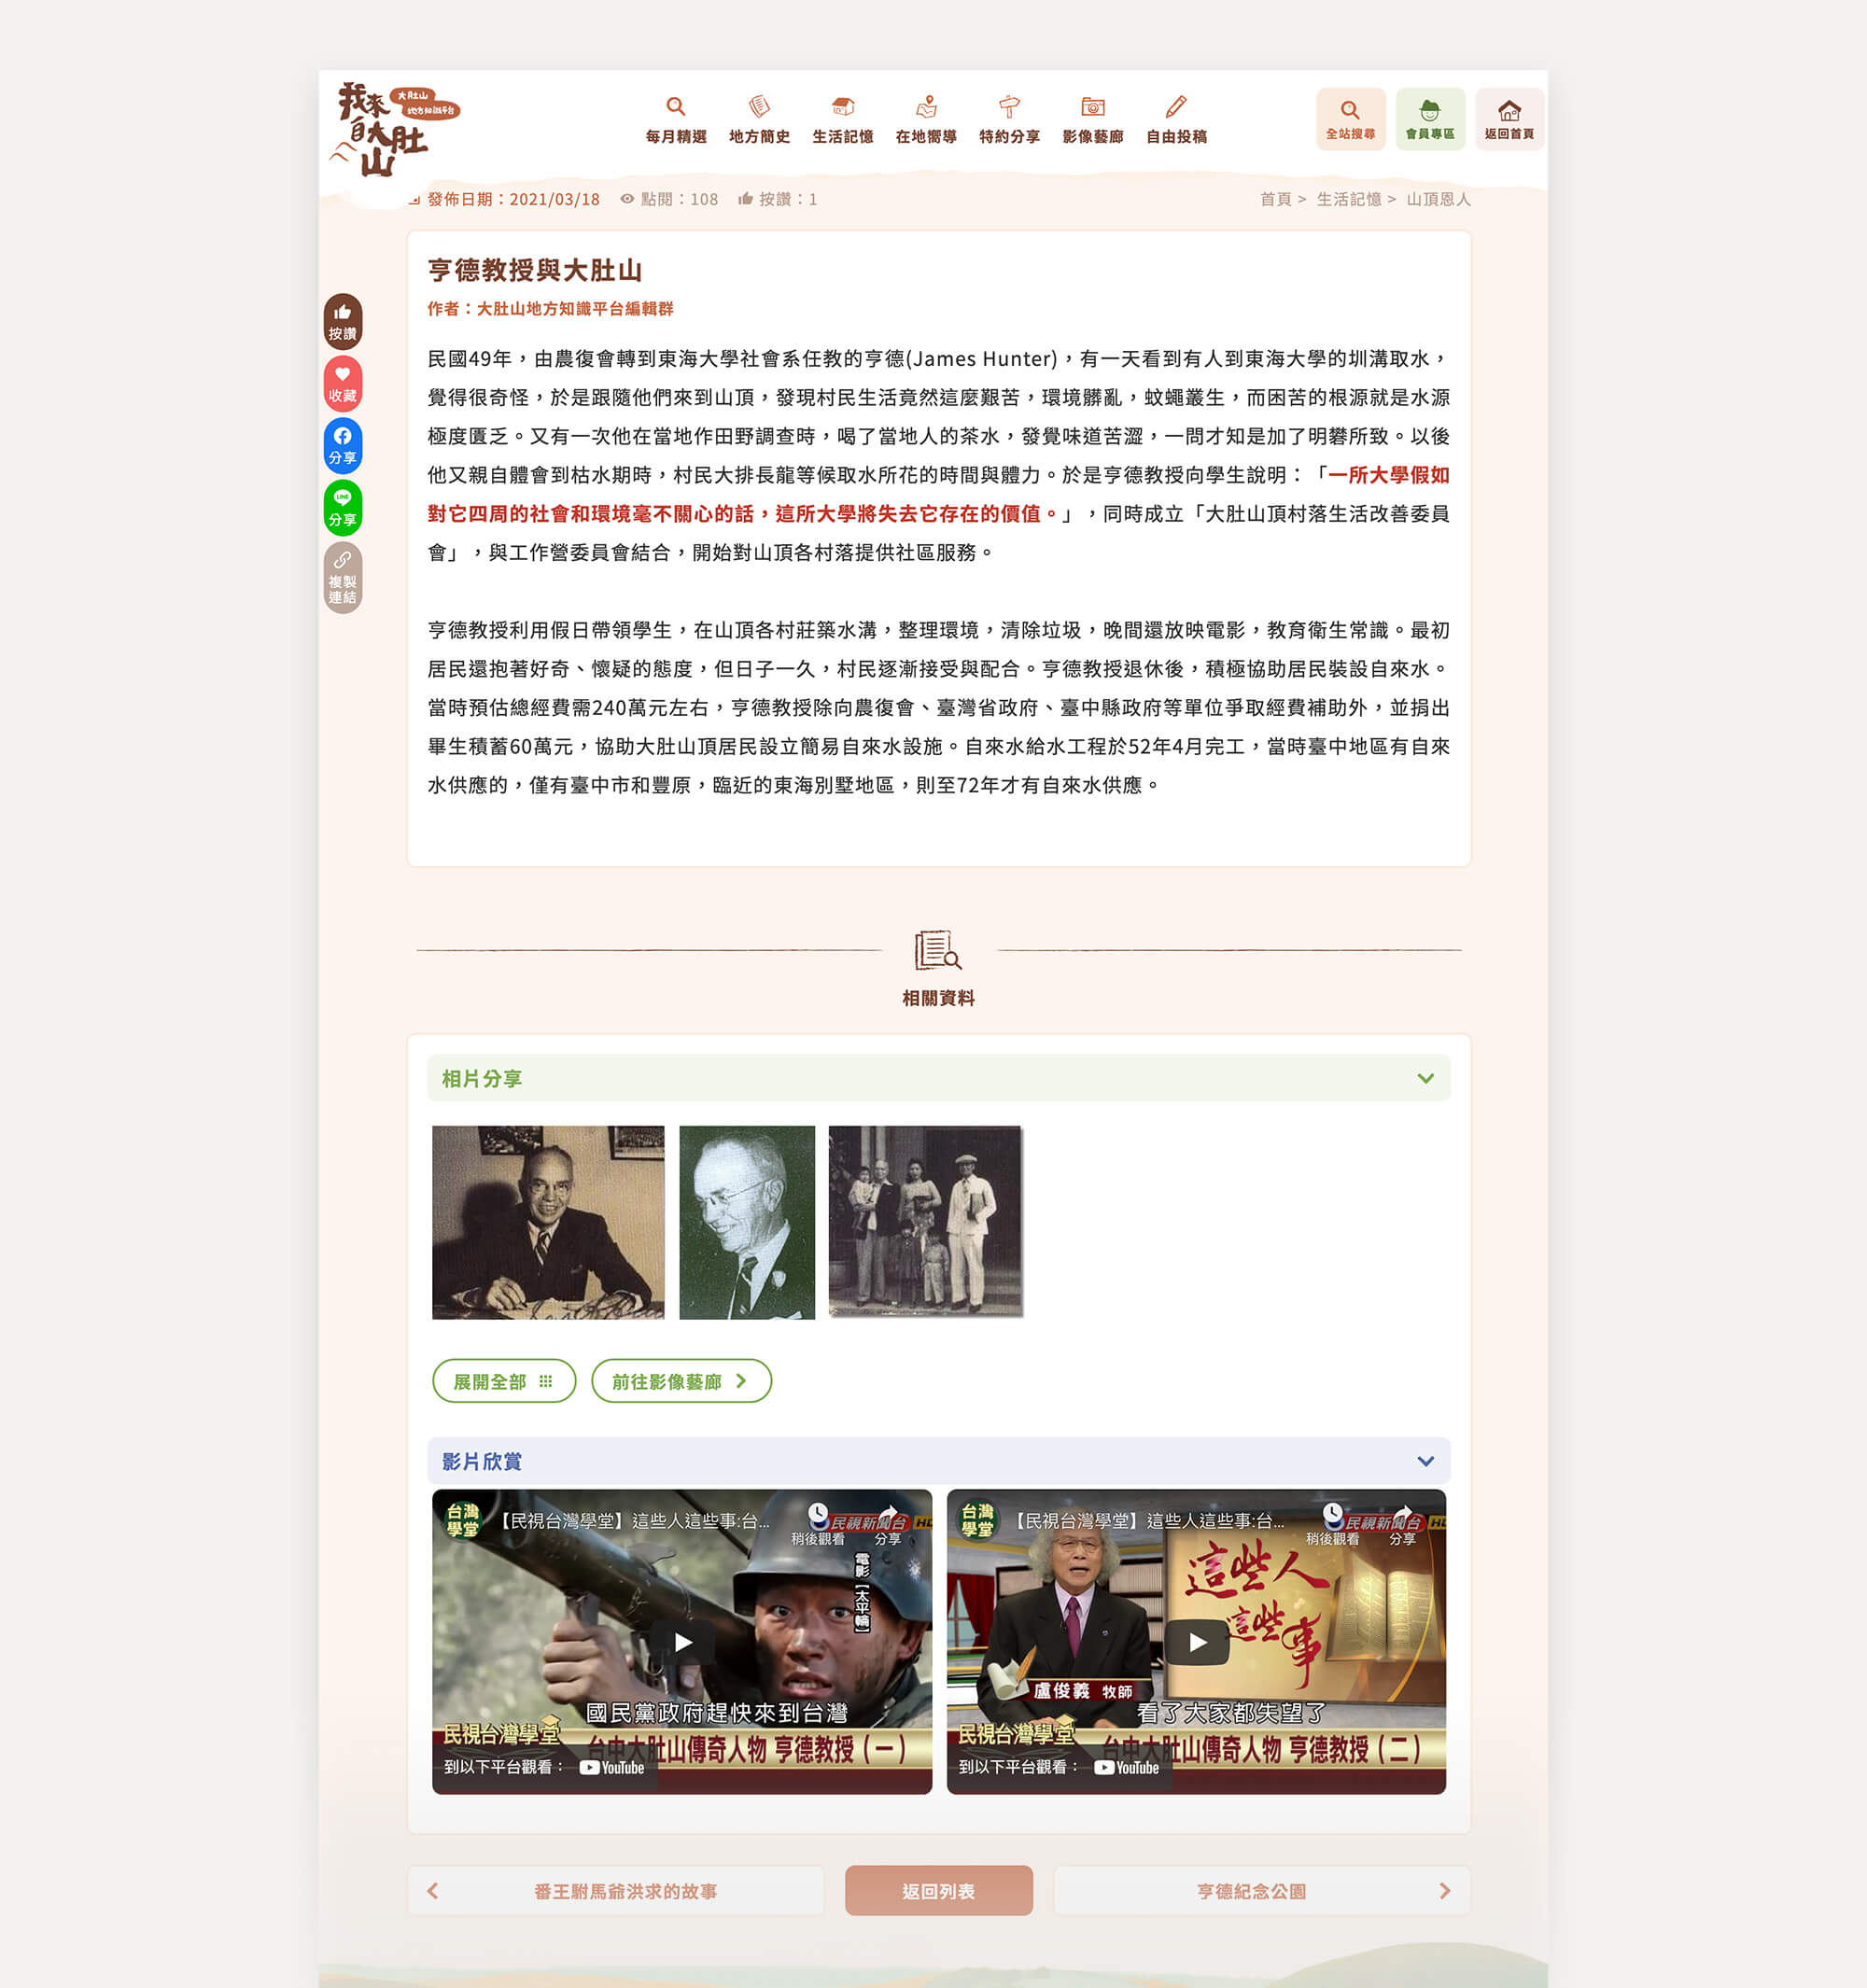 我來自大肚山
大肚山
地方知識平台
每月精選 地方簡史 生活記憶 在地嚮導 特約分享 影像藝廊 自由投稿
全站搜尋 會員專區 返回首頁
發佈日期：2021/03/18 點閱：108 按讚：1
首頁 > 生活記憶 > 山頂恩人
按讚
收藏
分享
LINE
分享
複製
連結
亨德教授與大肚山
作者：大肚山地方知識平台編輯群
民國49年，由農復會轉到東海大學社會系任教的亨德(James Hunter)，有一天看到有人到東海大學的圳溝取水，
覺得很奇怪，於是跟隨他們來到山頂，發現村民生活竟然這麼艱苦，環境髒亂，蚊蠅叢生，而困苦的根源就是水源
極度匱乏。又有一次他在當地作田野調查時，喝了當地人的茶水，發覺味道苦澀，一問才知是加了明礬所致。以後
他又親自體會到枯水期時，村民大排長龍等候取水所花的時間與體力。於是亨德教授向學生說明：「一所大學假如
對它四周的社會和環境毫不關心的話，這所大學將失去它存在的價值。」，同時成立「大肚山頂村落生活改善委員
會」，與工作營委員會結合，開始對山頂各村落提供社區服務。
亨德教授利用假日帶領學生，在山頂各村莊築水溝，整理環境，清除垃圾，晚間還放映電影，教育衛生常識。最初
居民還抱著好奇、懷疑的態度，但日子一久，村民逐漸接受與配合。亨德教授退休後，積極協助居民裝設自來水。
當時預估總經費需240萬元左右，亨德教授除向農復會、臺灣省政府、臺中縣政府等單位爭取經費補助外，並捐出
畢生積蓄60萬元，協助大肚山頂居民設立簡易自來水設施。自來水給水工程於52年4月完工，當時臺中地區有自來
水供應的，僅有臺中市和豐原，臨近的東海別墅地區，則至72年才有自來水供應。
相關資料
相片分享
展開全部 前往影像藝廊
影片欣賞
台灣學堂
【民視台灣學堂】這些人這些事:台...
稍後觀看 分享
民視新聞台 HD
電影【太平輪】
國民黨政府趕快來到台灣
民視台灣學堂
台中大肚山傳奇人物 亨德教授（一）
到以下平台觀看： YouTube
台灣學堂
【民視台灣學堂】這些人這些事:台...
稍後觀看 分享
民視新聞台 HD
這些人
這些事
盧俊義 牧師
看了大家都失望了
民視台灣學堂
台中大肚山傳奇人物 亨德教授（二）
到以下平台觀看： YouTube
番王駙馬爺洪求的故事 返回列表 亨德紀念公園